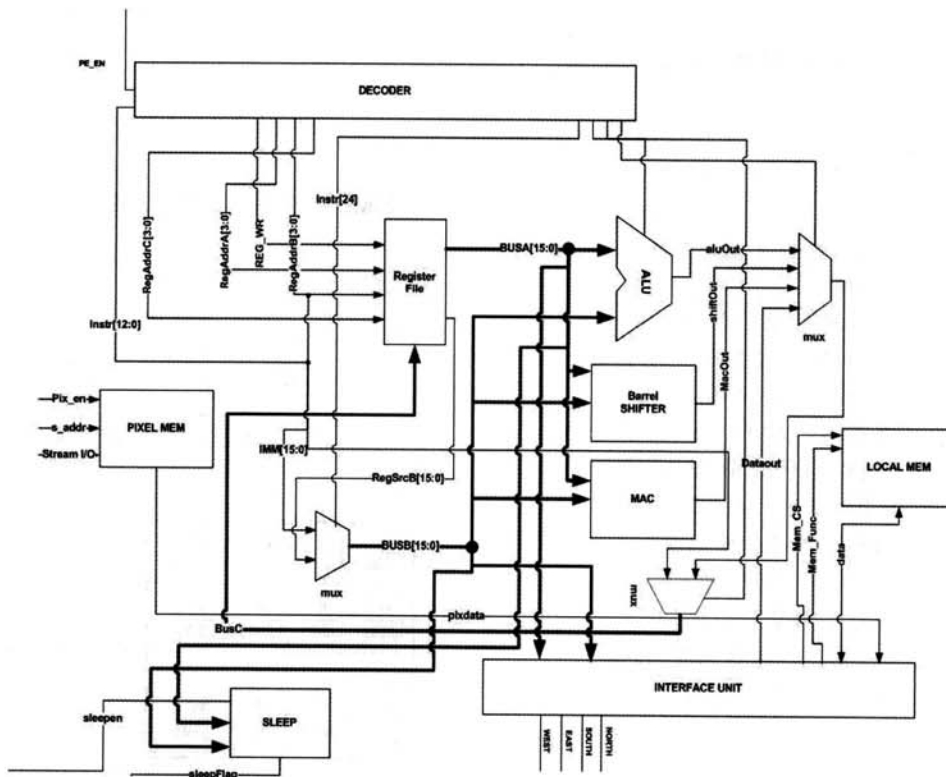 PE_EN
DECODER
Instr[24]
RegAddrC[3:0]
RegAddrA[3:0]
REG_WR
RegAddrB[3:0]
Register
File
BUSA[15:0]
ALU
aluOut
shiftOut
MacOut
mux
Instr[12:0]
Pix_en
s_addr
Stream I/O
PIXEL MEM
Barrel
SHIFTER
IMM[15:0]
RegSrcB[15:0]
MAC
Dataout
Mem_CS
Mem_Func
data
LOCAL MEM
BUSB[15:0]
mux
mux
pixdata
BusC
INTERFACE UNIT
sleepen
SLEEP
sleepFlag
WEST
EAST
SOUTH
NORTH